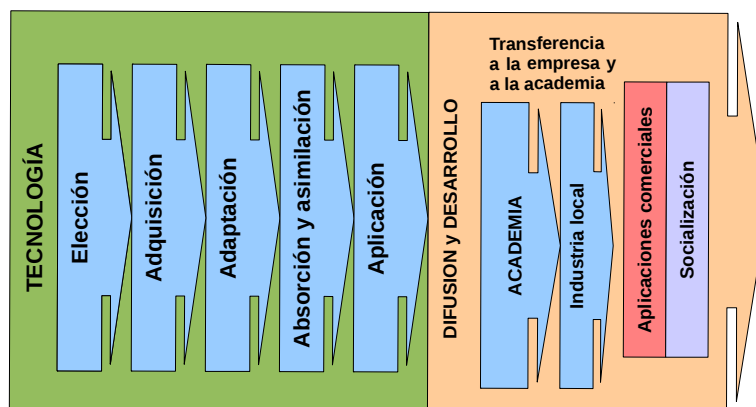 TECNOLOGÍA
Elección
Adquisición
Adaptación
Absorción y asimilación
Aplicación
DIFUSION y DESARROLLO
Transferencia
a la empresa y
a la academia
ACADEMIA
Industria local
Aplicaciones comerciales
Socialización